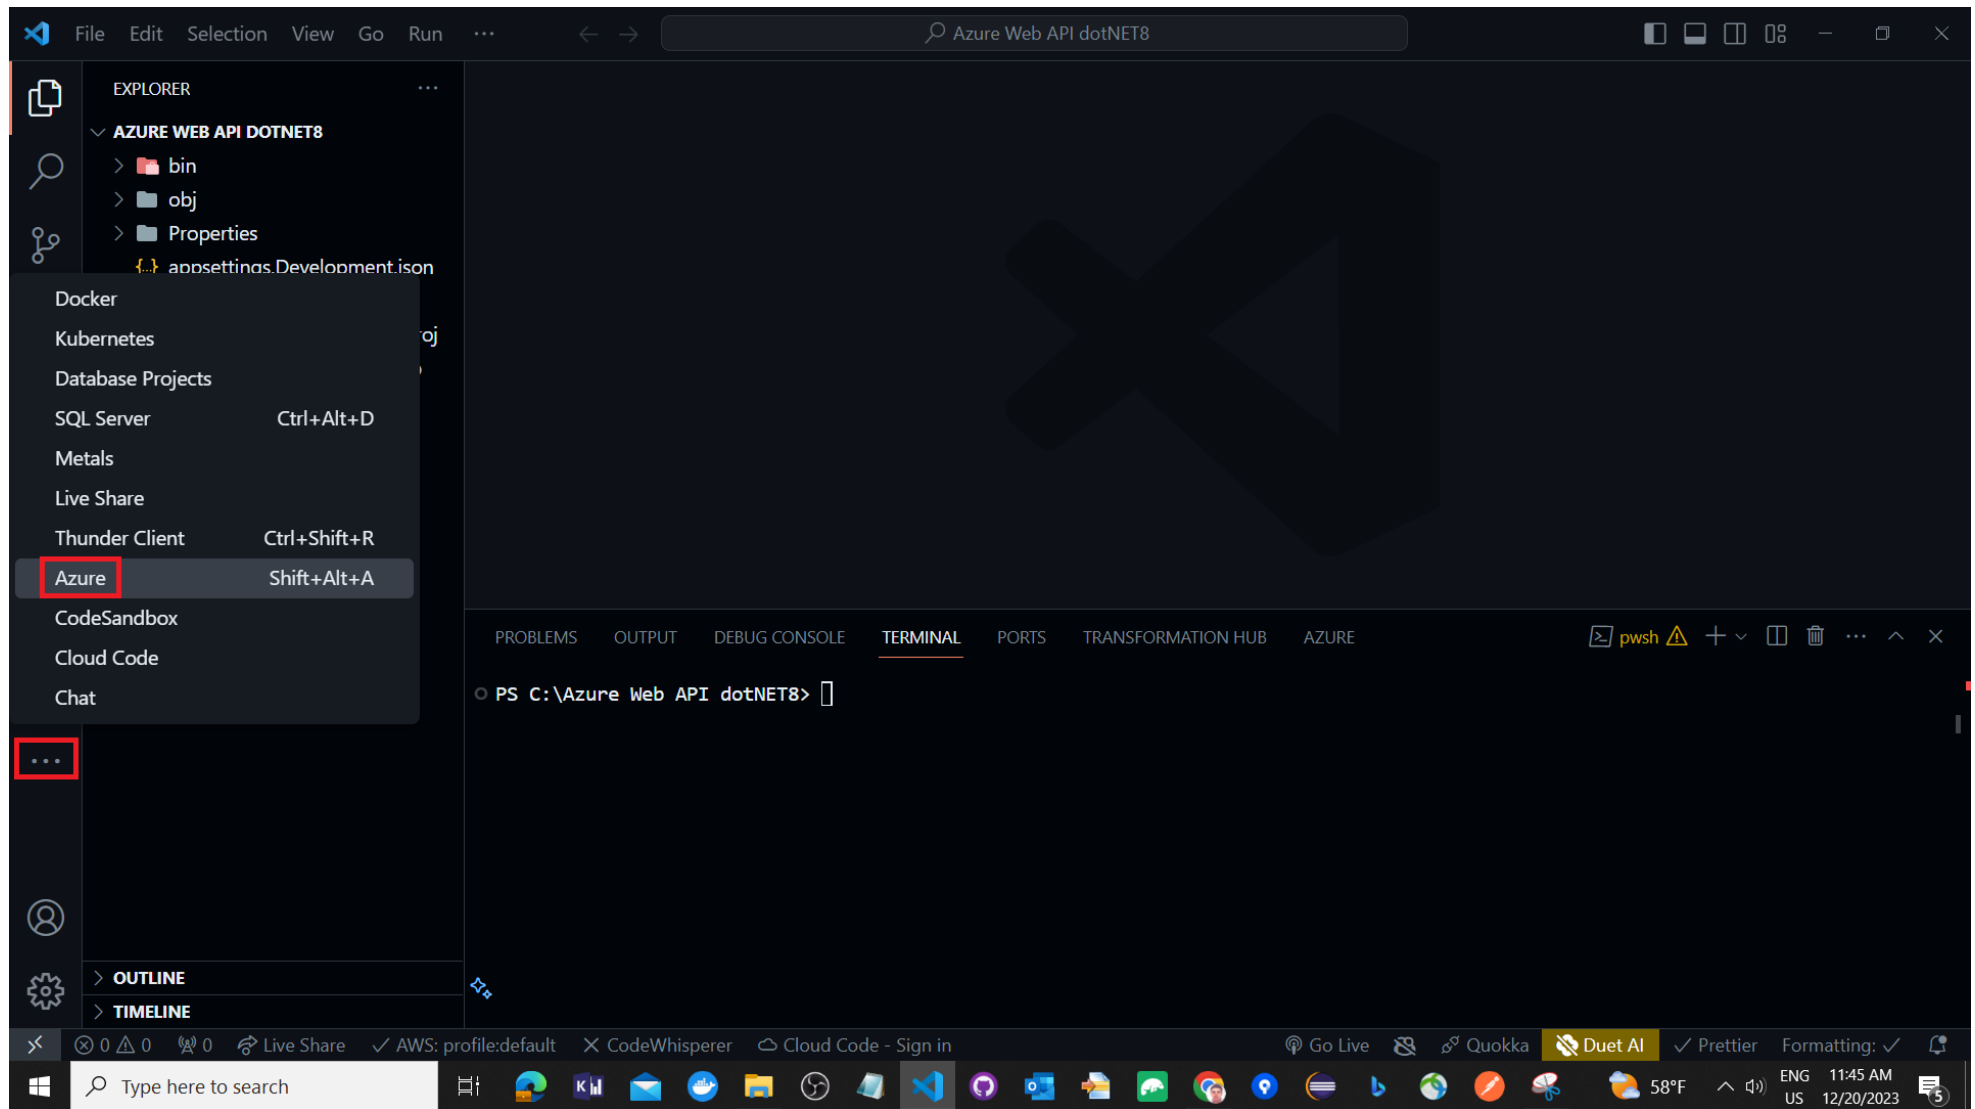 File Edit Selection View Go Run ··· Azure Web API dotNET8
EXPLORER ···
AZURE WEB API DOTNET8
bin
obj
Properties
{..} appsettings.Development.json
Docker
Kubernetes
oj
Database Projects
SQL Server Ctrl+Alt+D
Metals
Live Share
Thunder Client Ctrl+Shift+R
Azure Shift+Alt+A
CodeSandbox
Cloud Code
Chat
···
PROBLEMS OUTPUT DEBUG CONSOLE TERMINAL PORTS TRANSFORMATION HUB AZURE pwsh
PS C:\Azure Web API dotNET8>
OUTLINE
TIMELINE
0 0 0 Live Share AWS: profile:default CodeWhisperer Cloud Code - Sign in Go Live Quokka Duet AI Prettier Formatting:
Type here to search 58°F ENG US 11:45 AM 12/20/2023 5